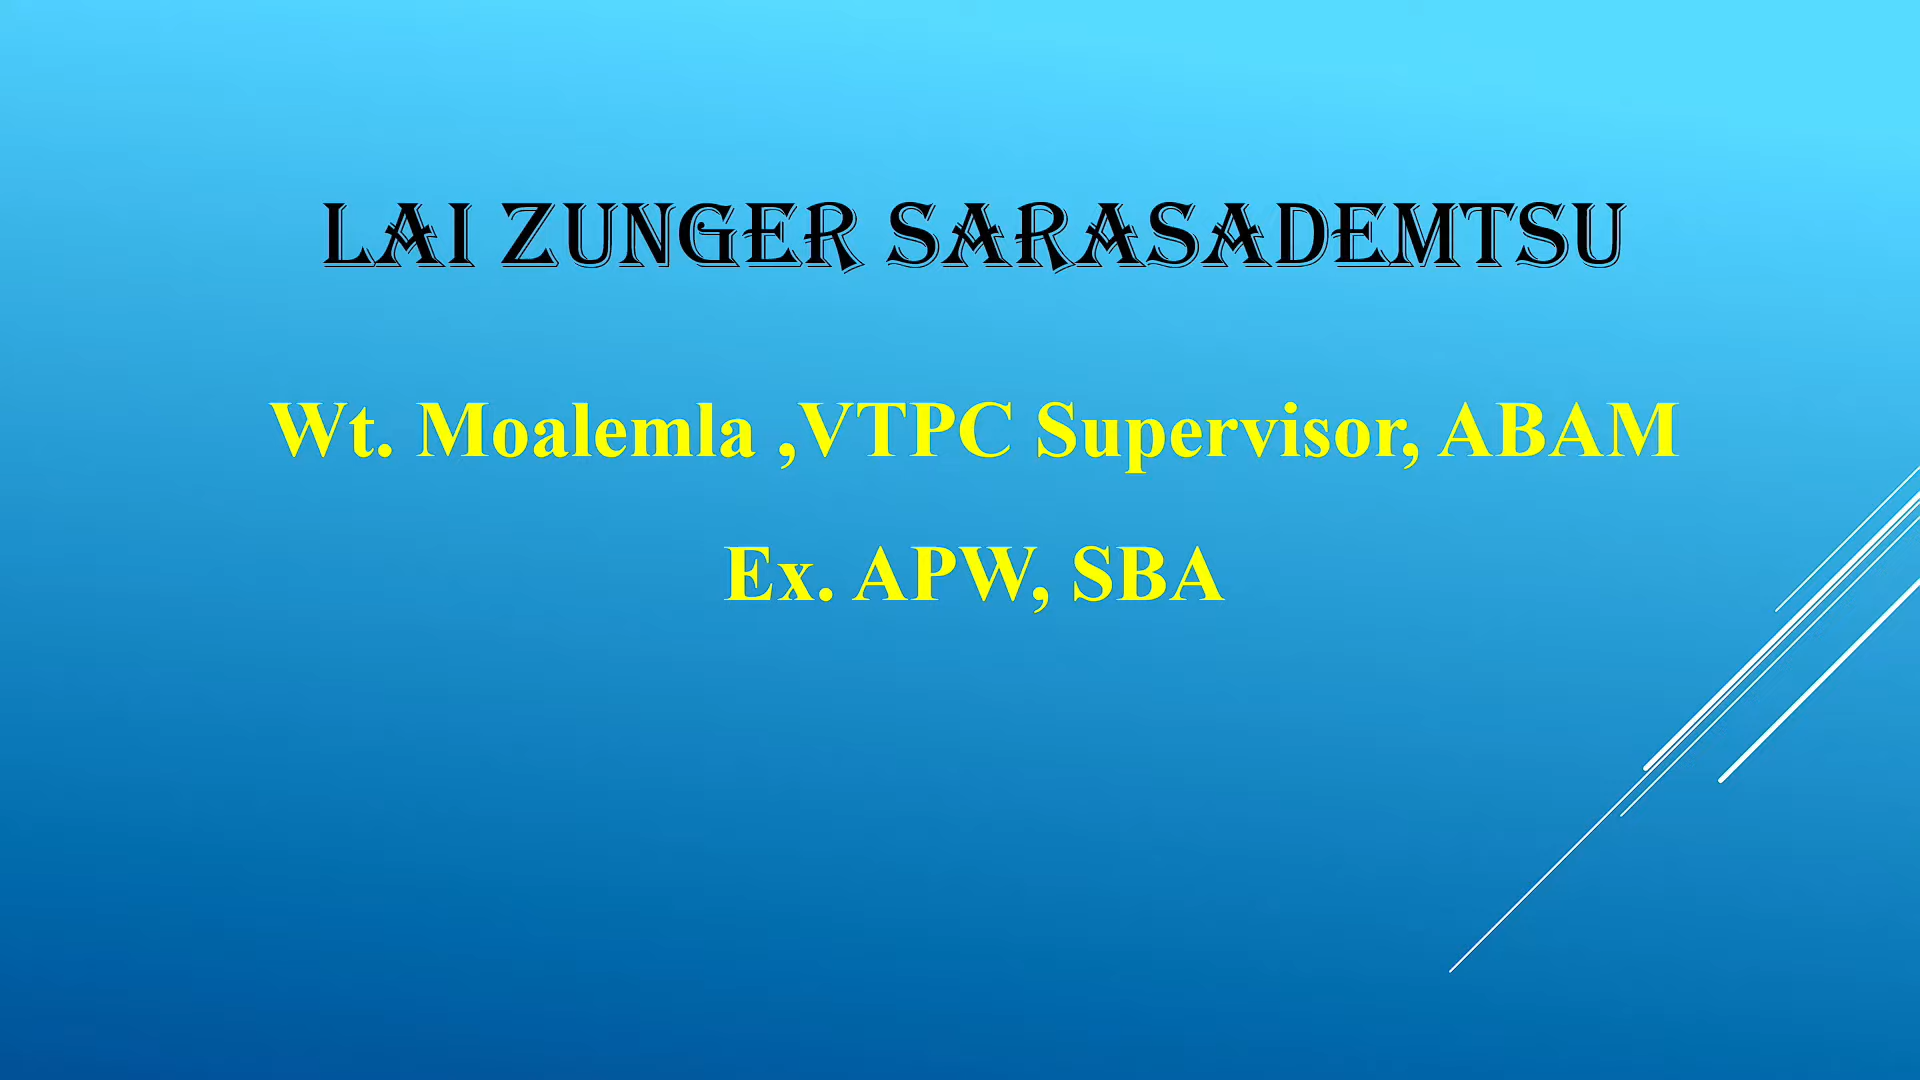 LAI ZUNGER SARASADEMTSU
Wt. Moalemla ,VTPC Supervisor, ABAM
Ex. APW, SBA